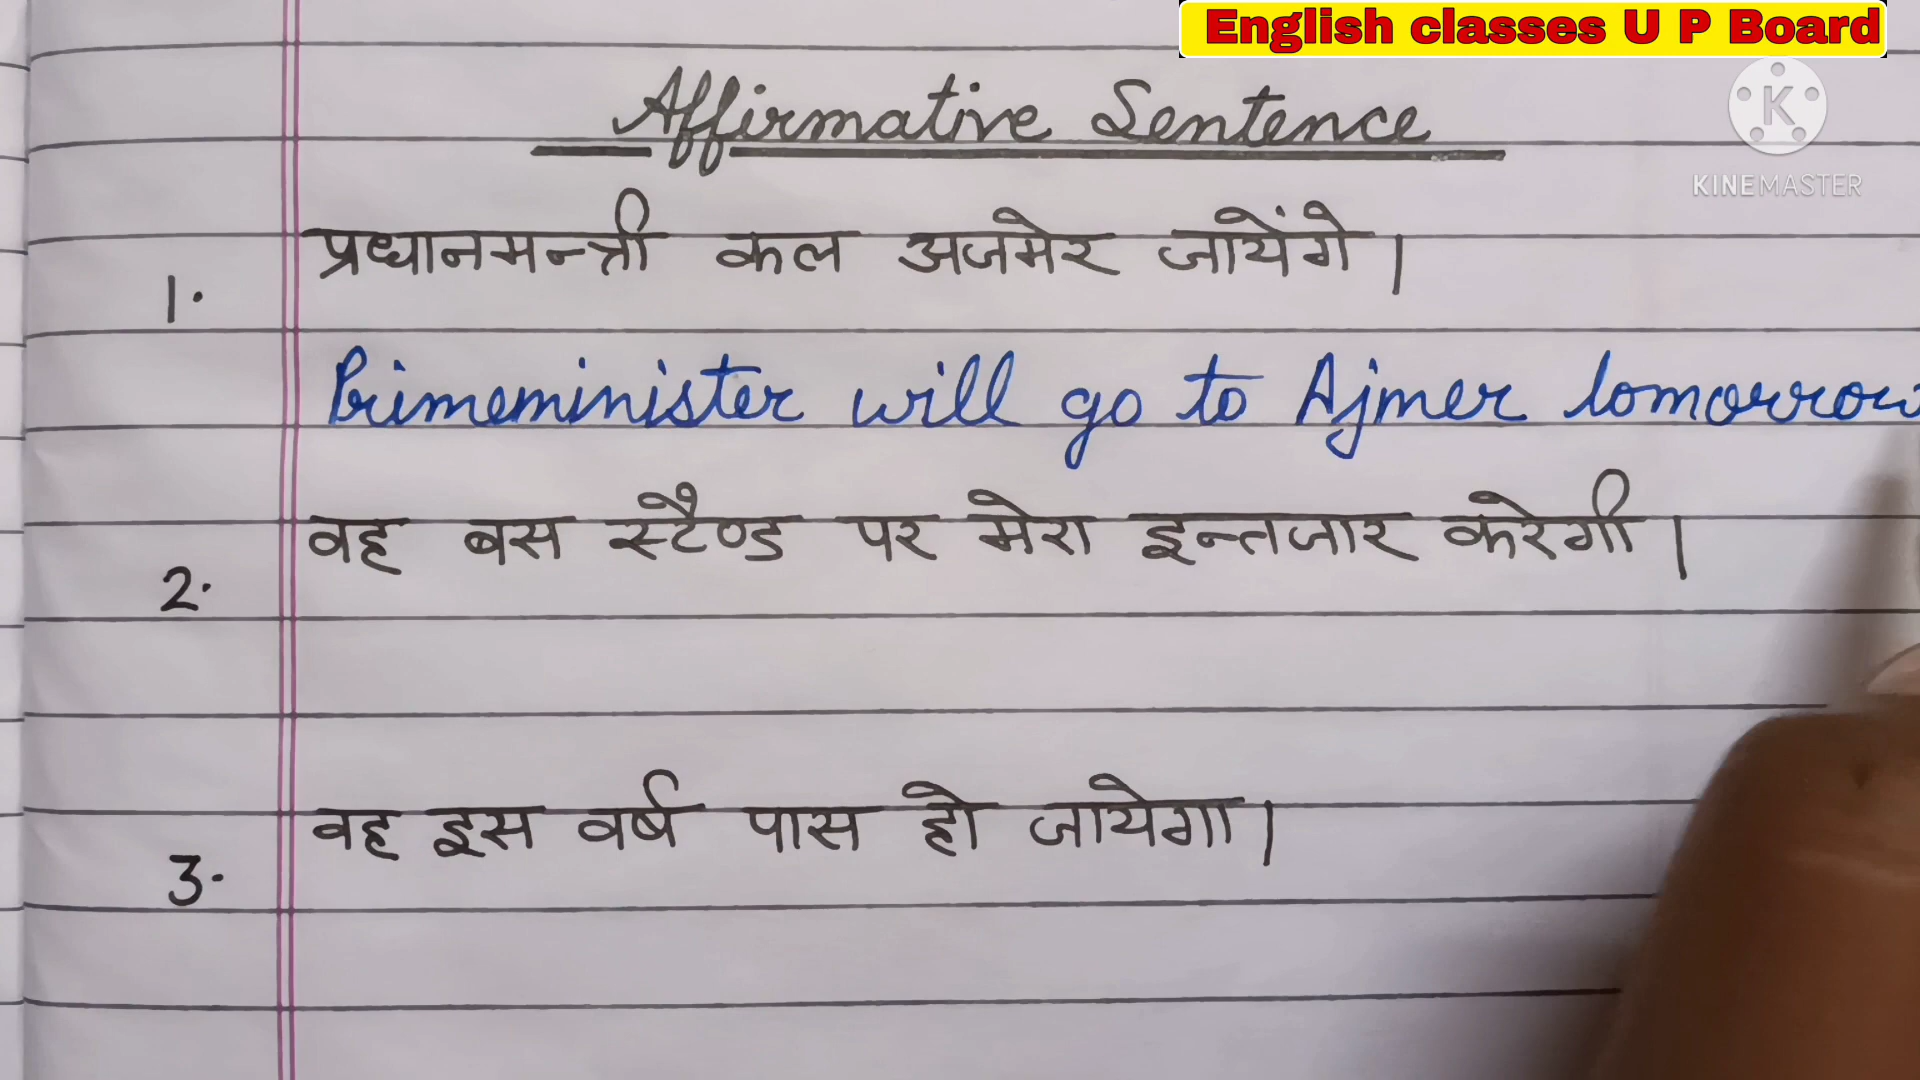 English classes U P Board
Affirmative Sentence
KINEMASTER
1. प्रधानमन्त्री कल अजमेर जायेंगे।
Primeminister will go to Ajmer tomorrow
2. वह बस स्टैण्ड पर मेरा इन्तजार करेगी।
3. वह इस वर्ष पास हो जायेगा।